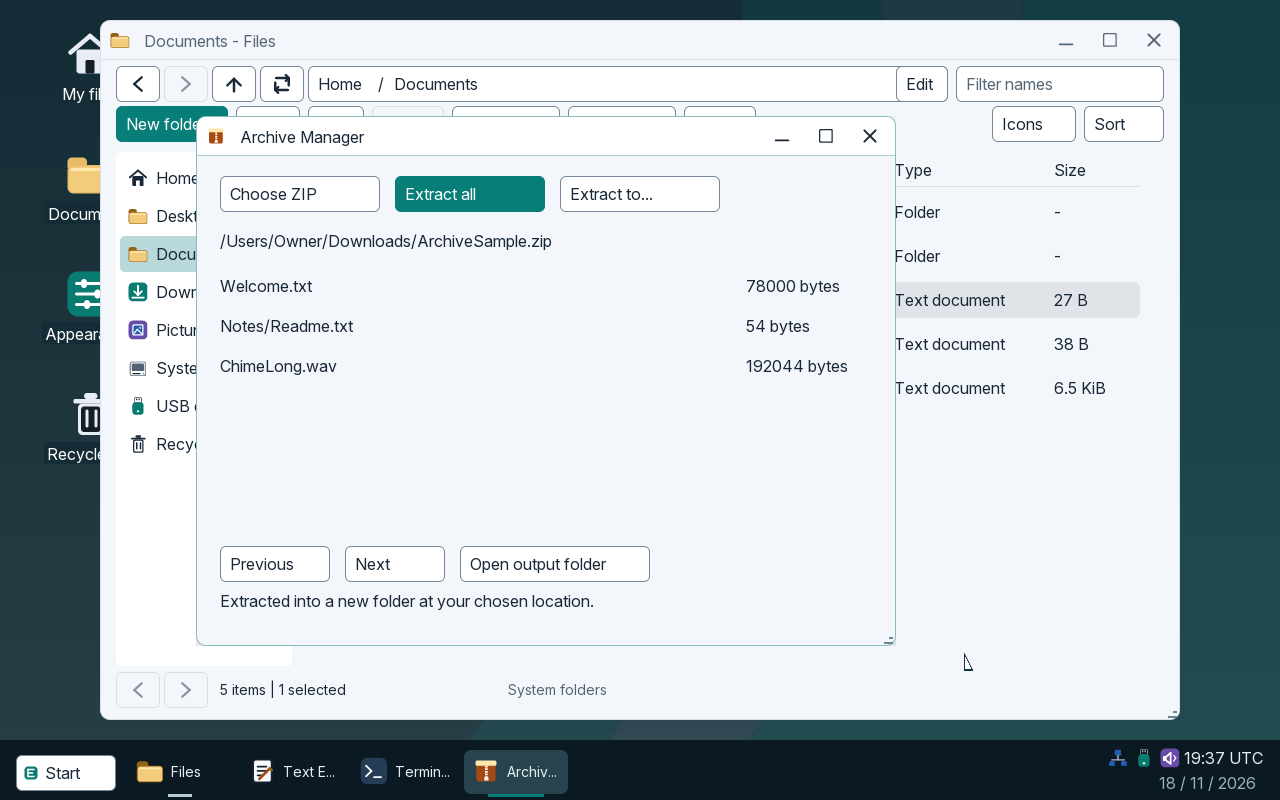 Documents - Files
Home / Documents
Edit
Filter names
New folde
Icons
Sort
Archive Manager
Choose ZIP
Extract all
Extract to...
/Users/Owner/Downloads/ArchiveSample.zip
Welcome.txt 78000 bytes
Notes/Readme.txt 54 bytes
ChimeLong.wav 192044 bytes
Previous
Next
Open output folder
Extracted into a new folder at your chosen location.
Type Size
Folder -
Folder -
Text document 27 B
Text document 38 B
Text document 6.5 KiB
Home
Deskt
Docu
Down
Pictur
Syste
USB
Recy
5 items | 1 selected
System folders
My fil
Docum
Appeara
Recycle
Start
Files
Text E...
Termin...
Archiv...
19:37 UTC
18 / 11 / 2026